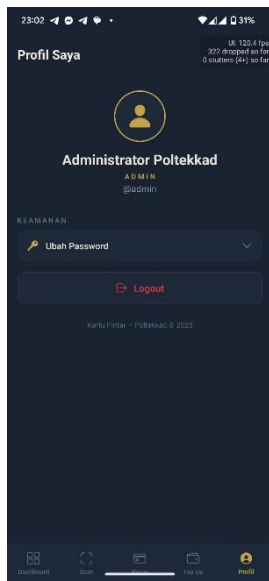 23:02
31%
Profil Saya
UI: 120.4 fps
322 dropped so far
0 stutters (4+) so far
Administrator Poltekkad
ADMIN
@admin
KEAMANAN
Ubah Password
Logout
Kartu Pintar — Poltekkad © 2025
Dashboard
Scan
Top Up
Profil